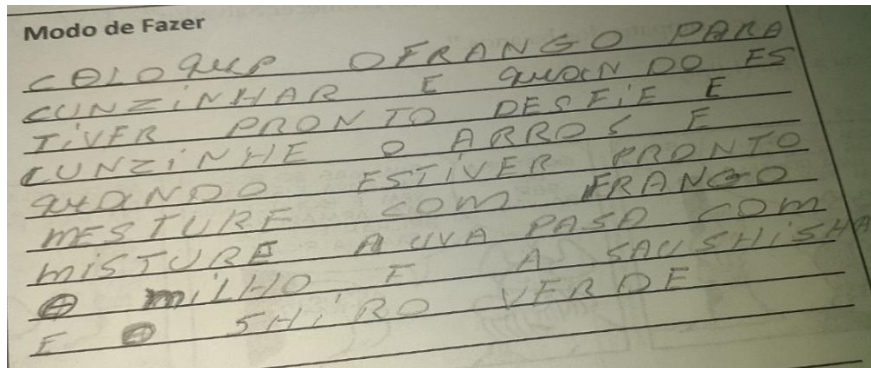 Modo de Fazer
COLOQUE O FRANGO PARA
CUNZINHAR E QUANDO ES
TIVER PRONTO DESFIE E
CUNZINHE O ARROS E
QUANDO ESTIVER PRONTO
MESTURE COM FRANGO
MISTURE A UVA PASA COM
O MILHO E A SAUSHISHA
E O SHIRO VERDE